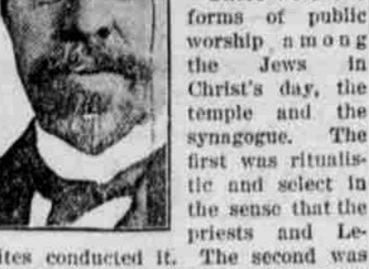 forms of public
worship among
the Jews in
Christ's day, the
temple and the
synagogue. The
first was ritualis-
tic and select in
the sense that the
priests and Le-
ites conducted it. The second was